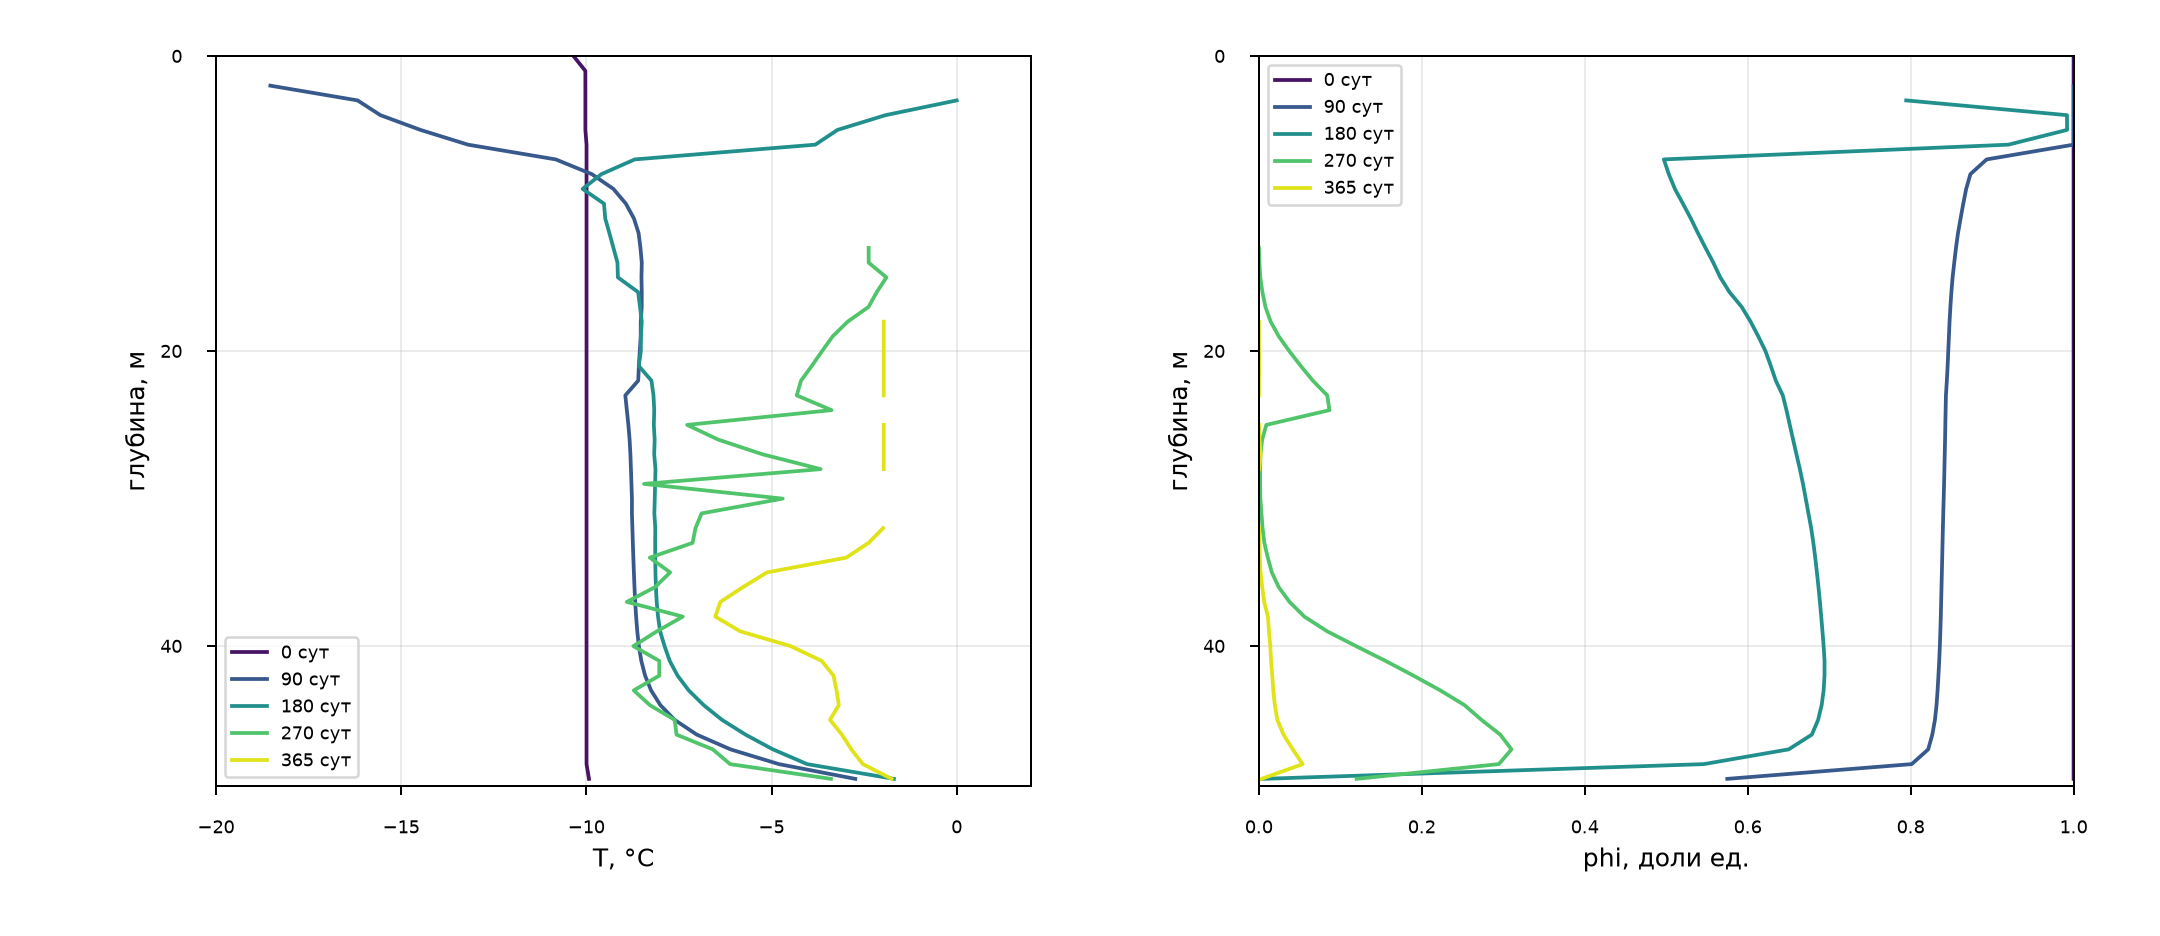 0
20
40
глубина, м
0 сут
90 сут
180 сут
270 сут
365 сут
−20
−15
−10
−5
0
T, °C
0
20
40
глубина, м
0 сут
90 сут
180 сут
270 сут
365 сут
0.0
0.2
0.4
0.6
0.8
1.0
phi, доли ед.